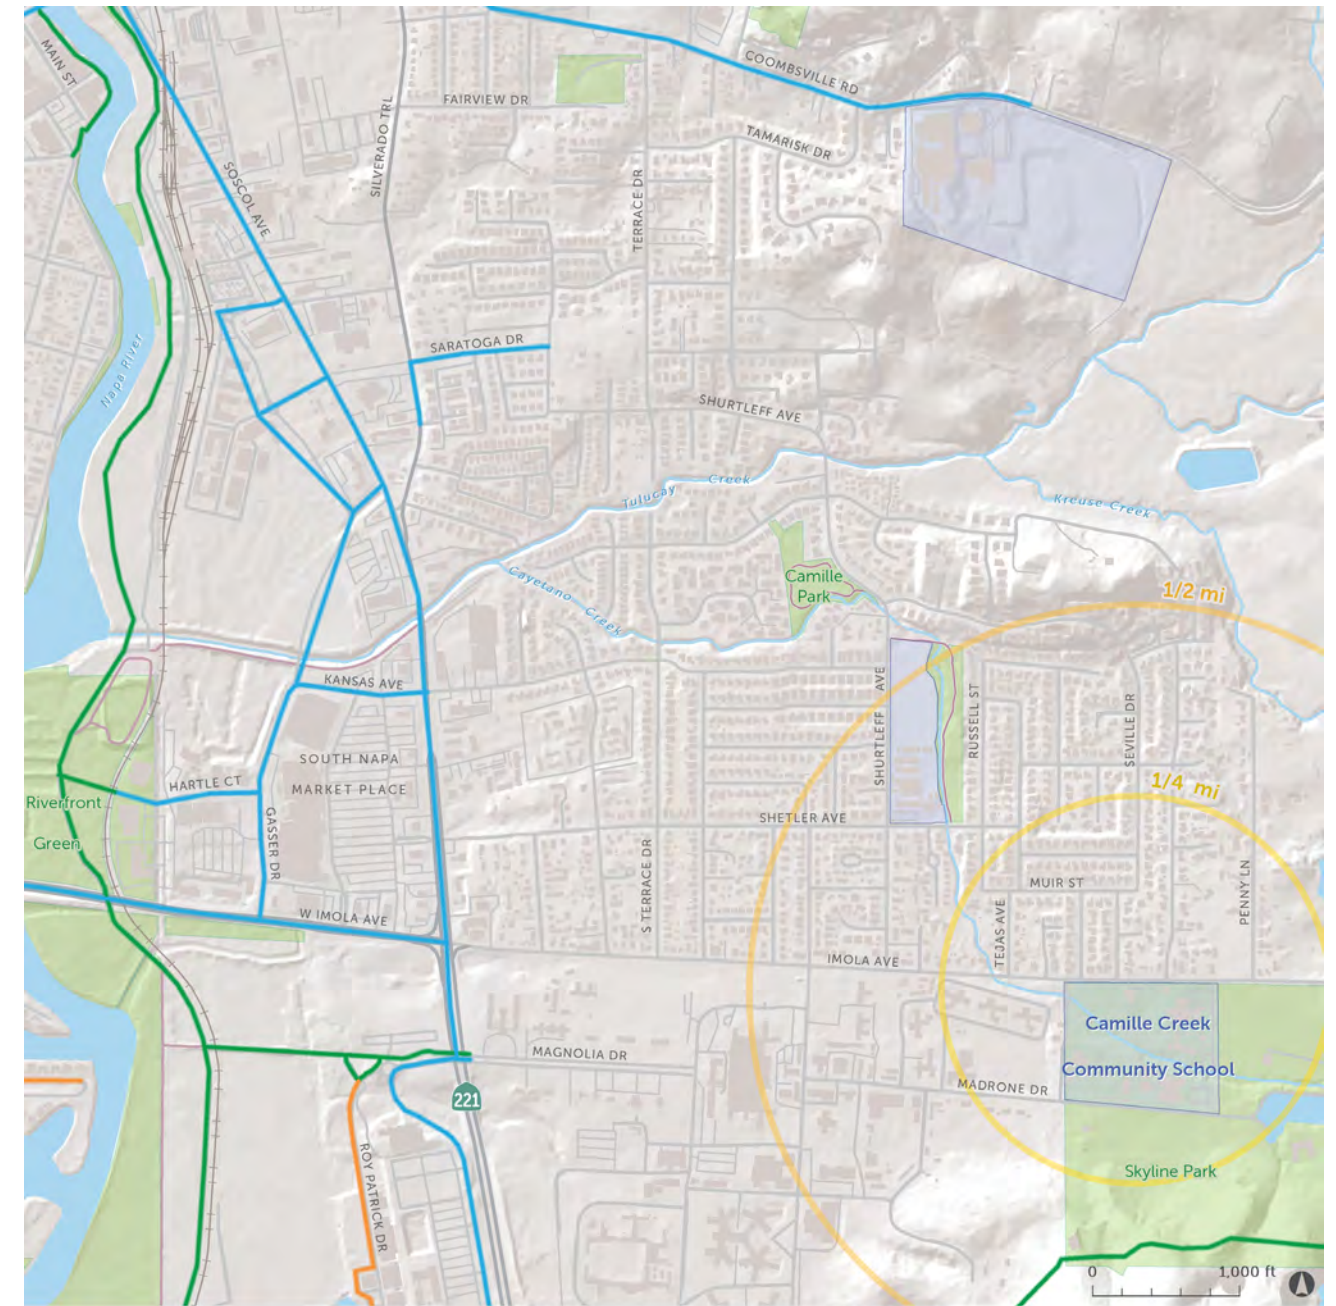 MAIN ST
COOMBSVILLE RD
FAIRVIEW DR
SILVERADO TRL
TAMARISK DR
SOSCOL AVE
TERRACE DR
Napa River
SARATOGA DR
SHURTLEFF AVE
Tulucay Creek
Kreuse Creek
Cayetano Creek
Camille
Park
1/2 mi
KANSAS AVE
SHURTLEFF AVE
RUSSELL ST
SEVILLE DR
SOUTH NAPA
MARKET PLACE
HARTLE CT
1/4 mi
Riverfront
Green
GASSER DR
SHETLER AVE
S TERRACE DR
MUIR ST
PENNY LN
TEJAS AVE
W IMOLA AVE
IMOLA AVE
Camille Creek
Community School
MAGNOLIA DR
MADRONE DR
221
ROY PATRICK DR
Skyline Park
0 1,000 ft